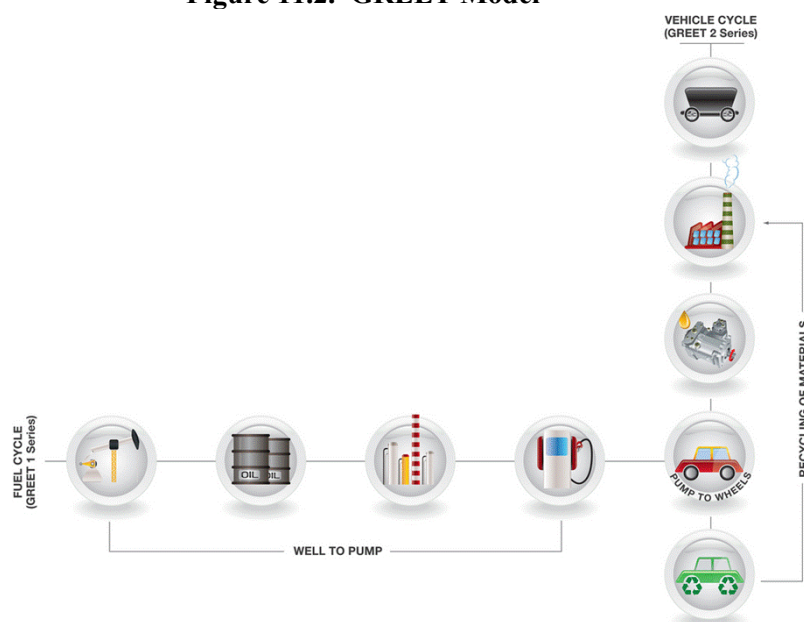 Figure 11.2. GREET Model
VEHICLE CYCLE
(GREET 2 Series)
RECYCLING OF MATERIALS
FUEL CYCLE
(GREET 1 Series)
OIL
OIL
PUMP TO WHEELS
WELL TO PUMP